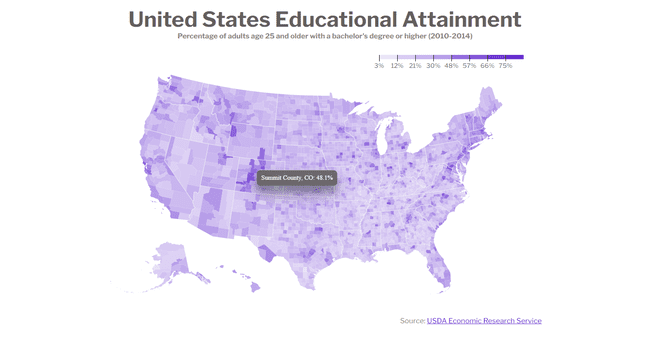 United States Educational Attainment
Percentage of adults age 25 and older with a bachelor's degree or higher (2010-2014)
3% 12% 21% 30% 48% 57% 66% 75%
Summit County, CO: 48.1%
Source: USDA Economic Research Service